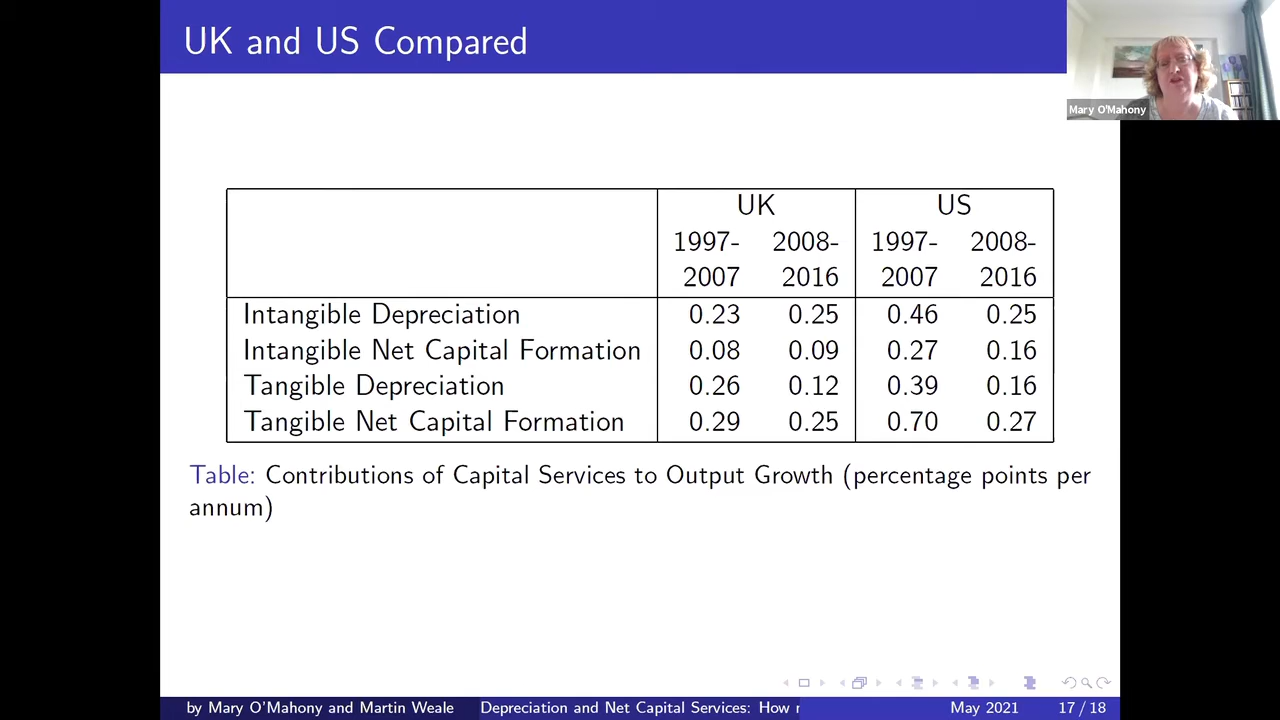 UK and US Compared
Mary O'Mahony
UK US
1997- 2008- 1997- 2008-
2007 2016 2007 2016
Intangible Depreciation 0.23 0.25 0.46 0.25
Intangible Net Capital Formation 0.08 0.09 0.27 0.16
Tangible Depreciation 0.26 0.12 0.39 0.16
Tangible Net Capital Formation 0.29 0.25 0.70 0.27
Table: Contributions of Capital Services to Output Growth (percentage points per
annum)
by Mary O'Mahony and Martin Weale Depreciation and Net Capital Services: How May 2021 17 / 18